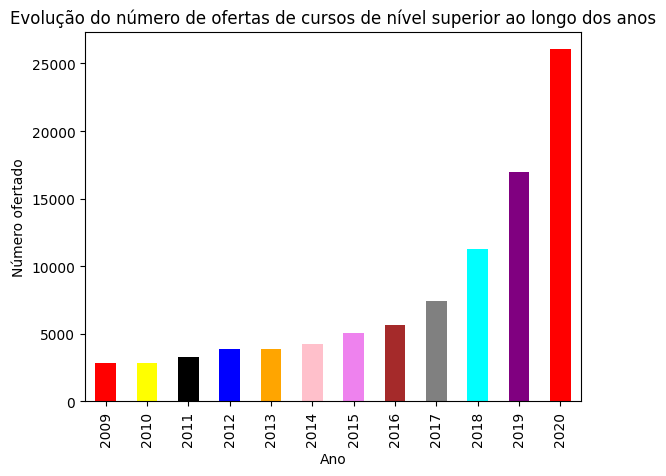 Evolução do número de ofertas de cursos de nível superior ao longo dos anos
Número ofertado
25000
20000
15000
10000
5000
0
2009 2010 2011 2012 2013 2014 2015 2016 2017 2018 2019 2020
Ano